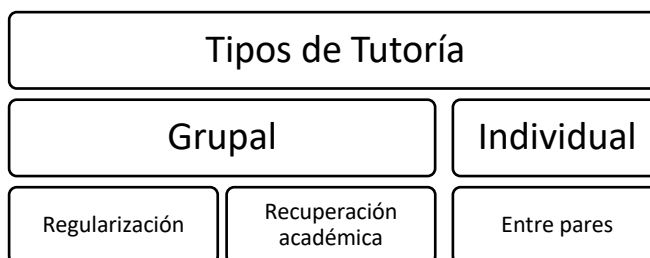 Tipos de Tutoría
Grupal
Individual
Regularización
Recuperación
académica
Entre pares